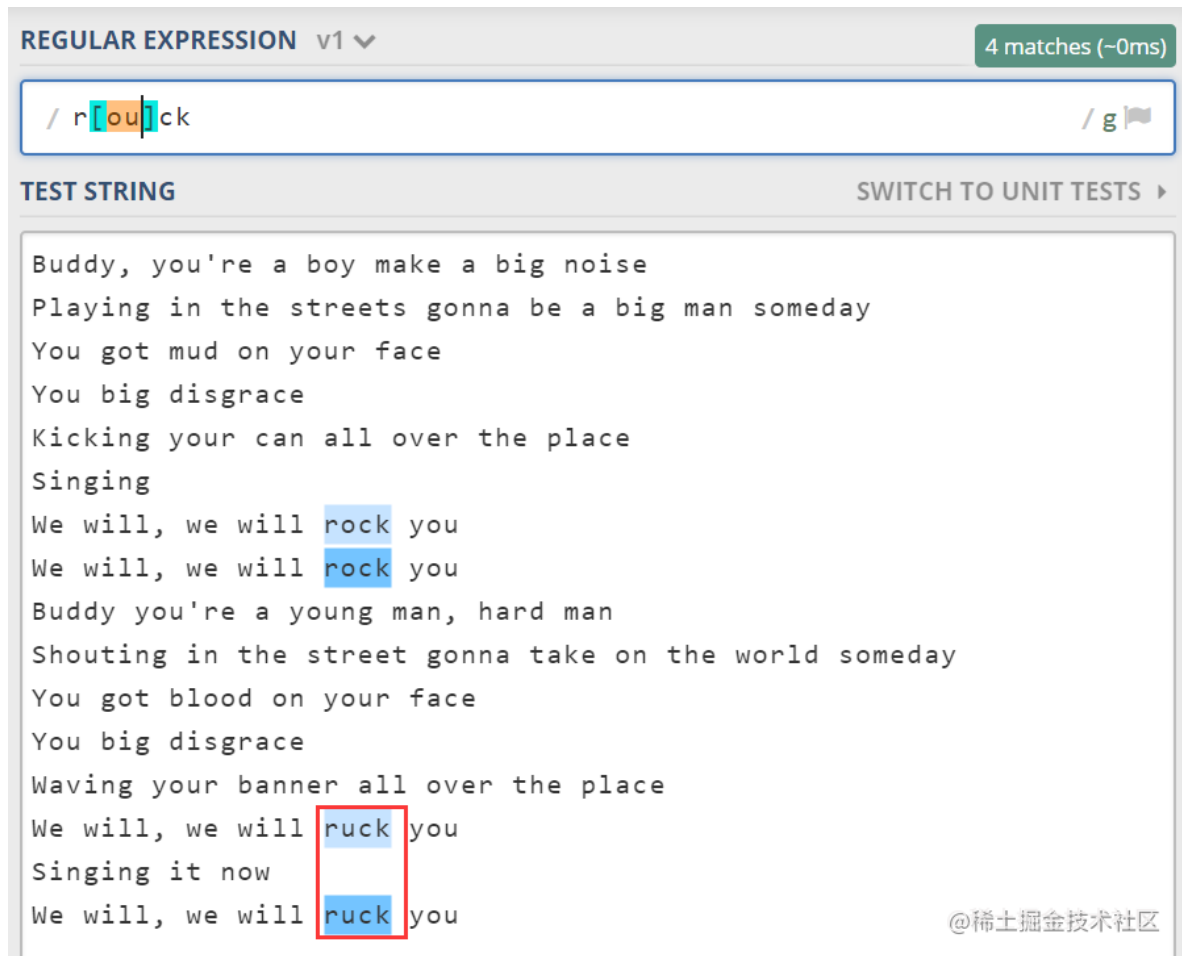 REGULAR EXPRESSION v1
4 matches (~0ms)
/ r[ou]ck / g
TEST STRING SWITCH TO UNIT TESTS
Buddy, you're a boy make a big noise
Playing in the streets gonna be a big man someday
You got mud on your face
You big disgrace
Kicking your can all over the place
Singing
We will, we will rock you
We will, we will rock you
Buddy you're a young man, hard man
Shouting in the street gonna take on the world someday
You got blood on your face
You big disgrace
Waving your banner all over the place
We will, we will ruck you
Singing it now
We will, we will ruck you
@稀土掘金技术社区